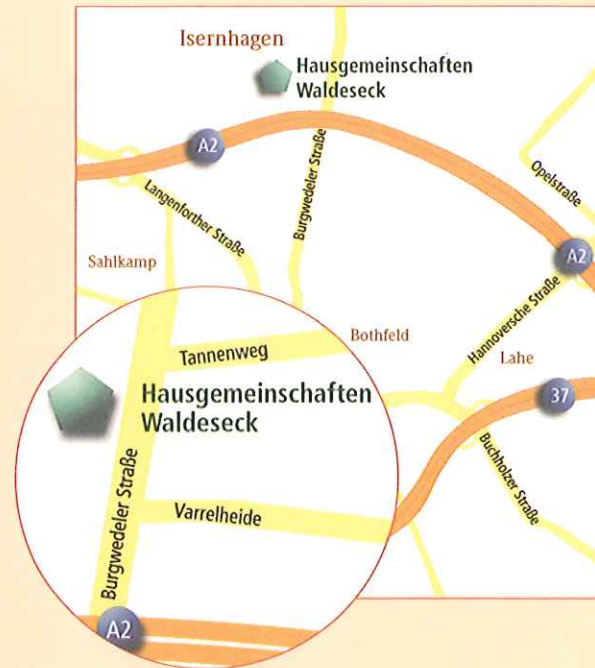 Isernhagen
Hausgemeinschaften
Waldeseck
A2
Langenforther Straße
Burgwedeler Straße
Opelstraße
Sahlkamp
A2
Hannoversche Straße
Bothfeld
Lahe
37
Buchholzer Straße
Tannenweg
Hausgemeinschaften
Waldeseck
Burgwedeler Straße
Varrelheide
A2